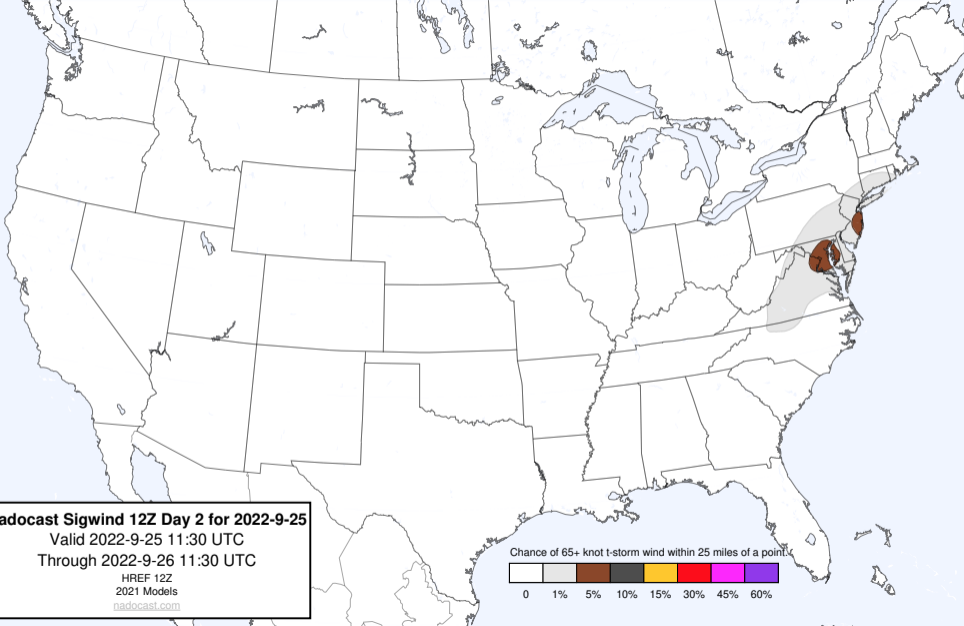 adocast Sigwind 12Z Day 2 for 2022-9-25
Valid 2022-9-25 11:30 UTC
Through 2022-9-26 11:30 UTC
HREF 12Z
2021 Models
nadocast.com
Chance of 65+ knot t-storm wind within 25 miles of a point.
0 1% 5% 10% 15% 30% 45% 60%